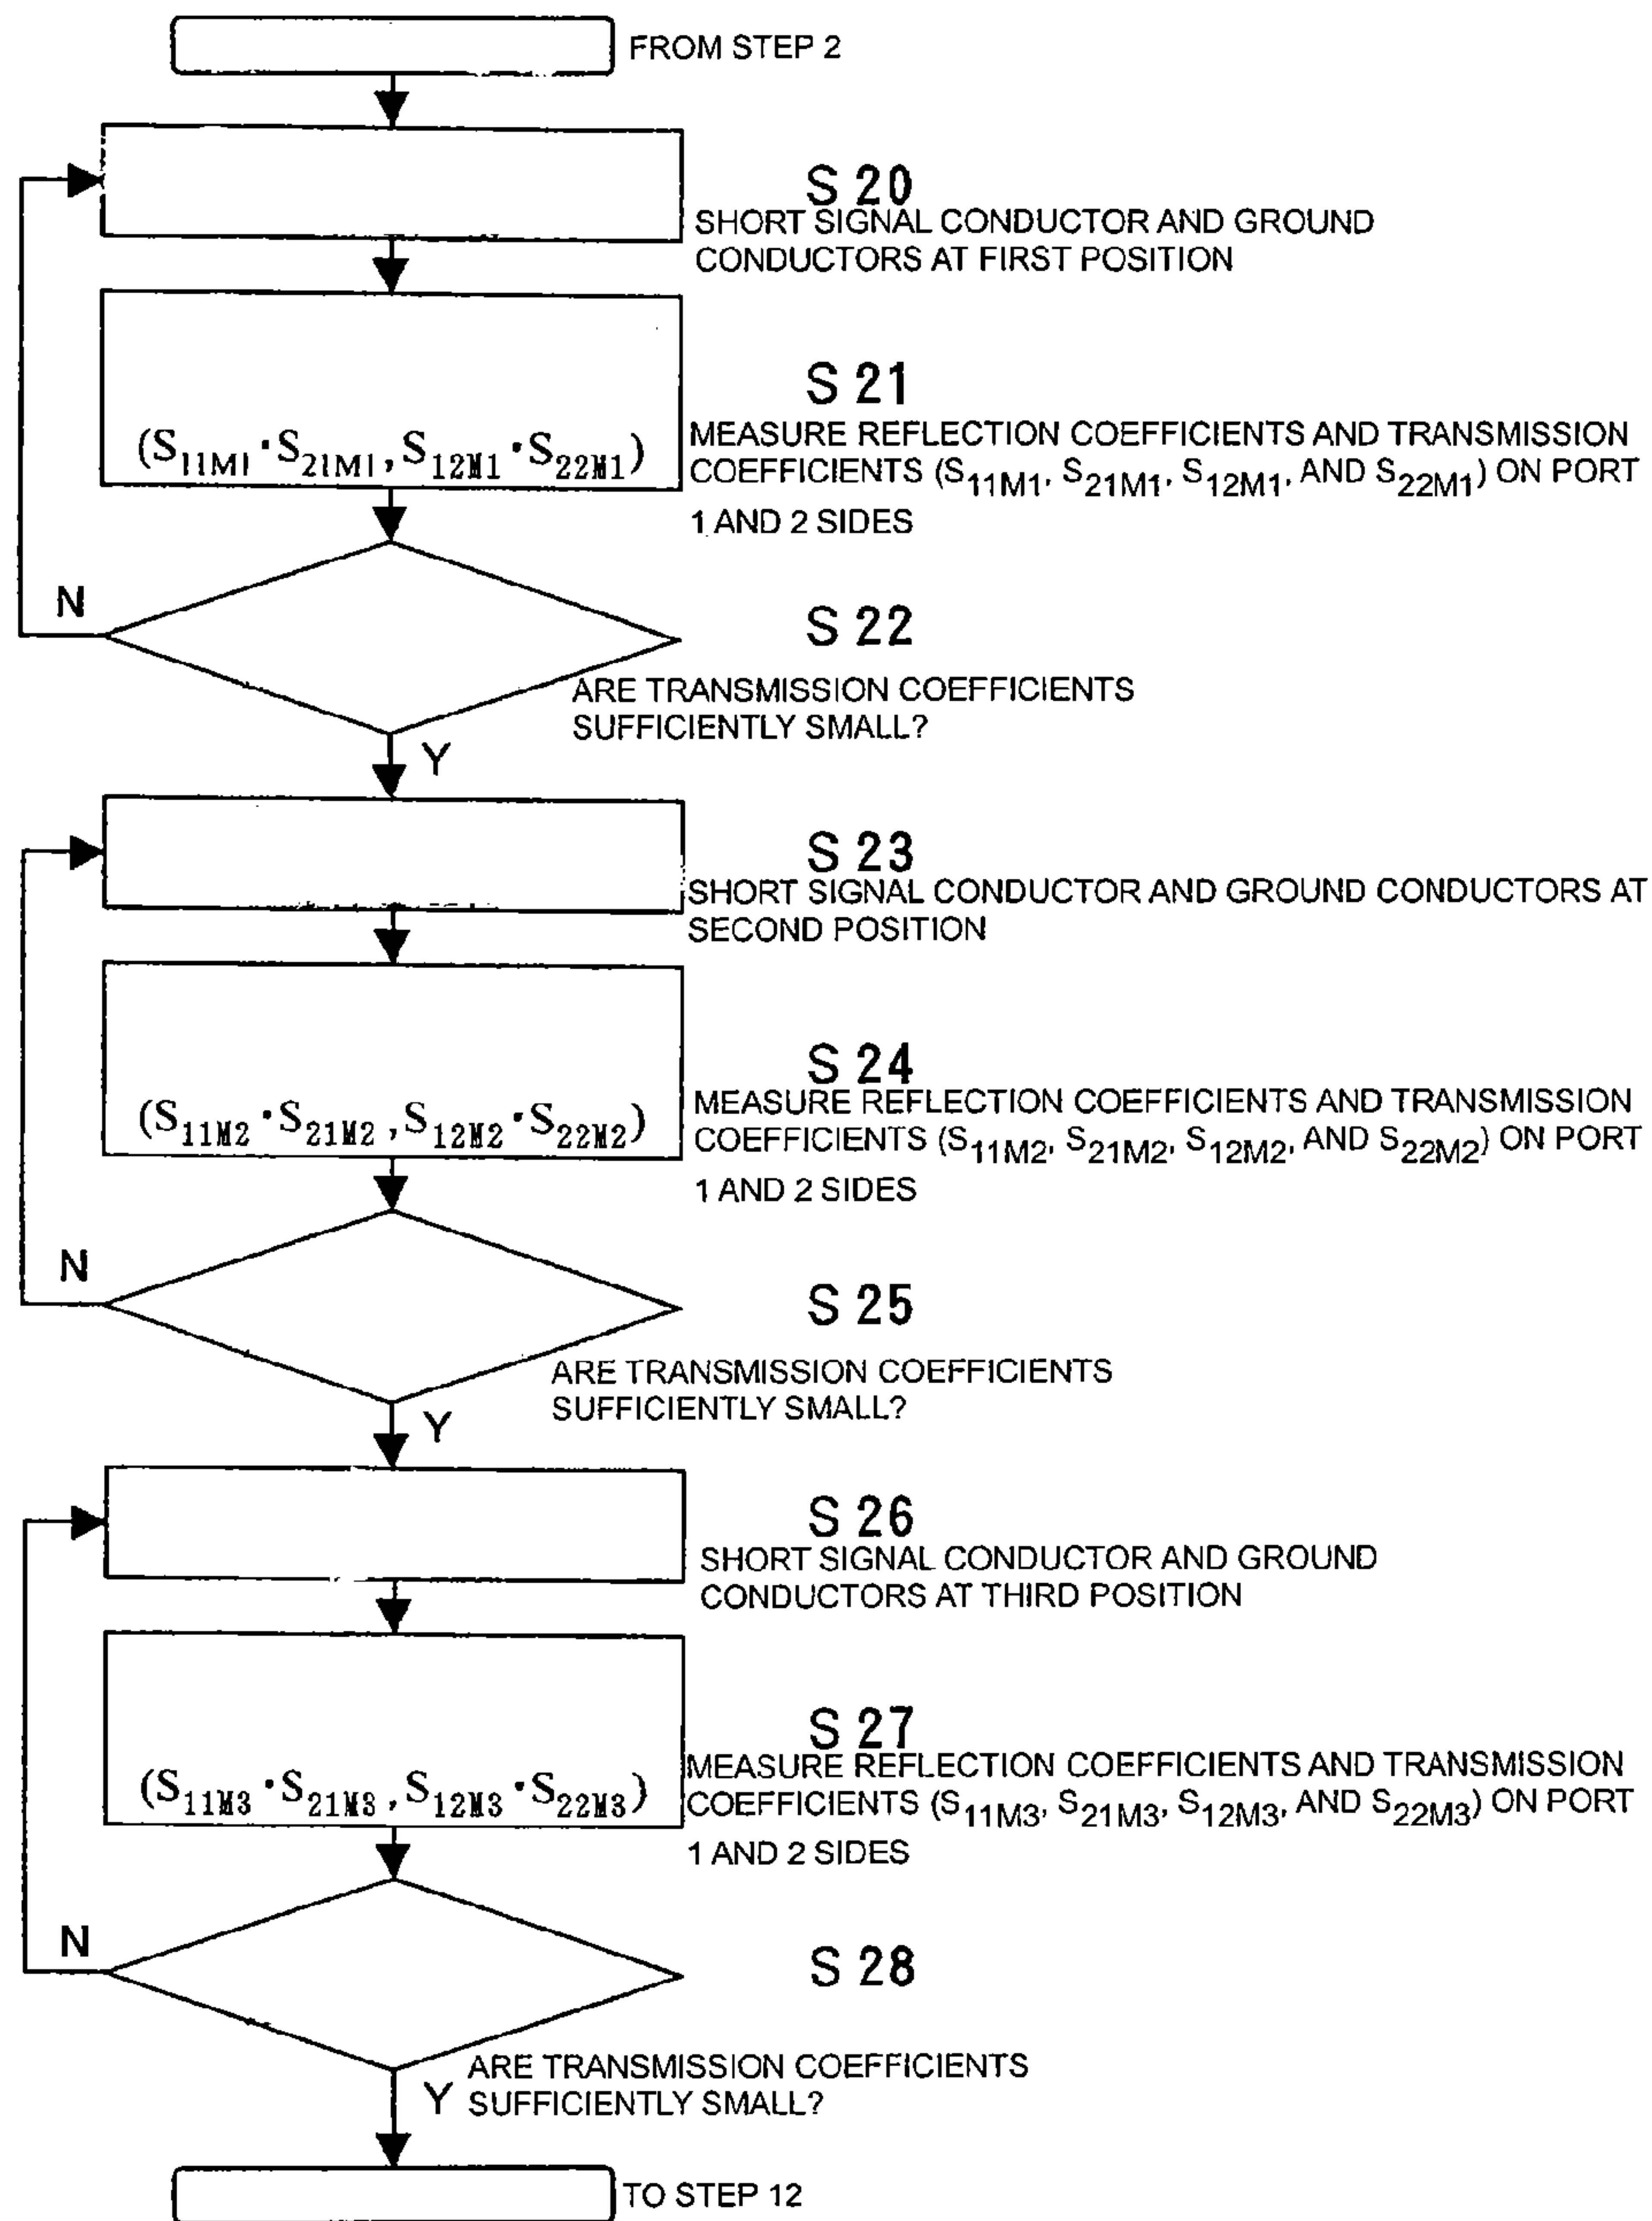 FROM STEP 2
S 20
SHORT SIGNAL CONDUCTOR AND GROUND
CONDUCTORS AT FIRST POSITION
S 21
(S11M1・S21M1,S12M1・S22M1)
MEASURE REFLECTION COEFFICIENTS AND TRANSMISSION
COEFFICIENTS (S11M1, S21M1, S12M1, AND S22M1) ON PORT
1 AND 2 SIDES
N
S 22
ARE TRANSMISSION COEFFICIENTS
SUFFICIENTLY SMALL?
Y
S 23
SHORT SIGNAL CONDUCTOR AND GROUND CONDUCTORS AT
SECOND POSITION
S 24
(S11M2・S21M2,S12M2・S22M2)
MEASURE REFLECTION COEFFICIENTS AND TRANSMISSION
COEFFICIENTS (S11M2, S21M2, S12M2, AND S22M2) ON PORT
1 AND 2 SIDES
N
S 25
ARE TRANSMISSION COEFFICIENTS
SUFFICIENTLY SMALL?
Y
S 26
SHORT SIGNAL CONDUCTOR AND GROUND
CONDUCTORS AT THIRD POSITION
S 27
(S11M3・S21M3,S12M3・S22M3)
MEASURE REFLECTION COEFFICIENTS AND TRANSMISSION
COEFFICIENTS (S11M3, S21M3, S12M3, AND S22M3) ON PORT
1 AND 2 SIDES
N
S 28
ARE TRANSMISSION COEFFICIENTS
SUFFICIENTLY SMALL?
Y
TO STEP 12